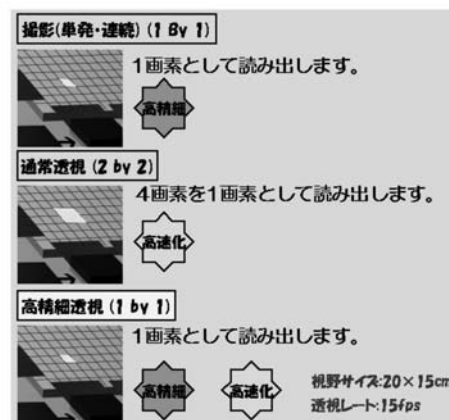 撮影(単発・連続) (1 By 1)
1画素として読み出します。
高精細
通常透視 (2 by 2)
4画素を1画素として読み出します。
高速化
高精細透視 (1 by 1)
1画素として読み出します。
高精細 高速化
視野サイズ:20×15cm
透視レート:15fps